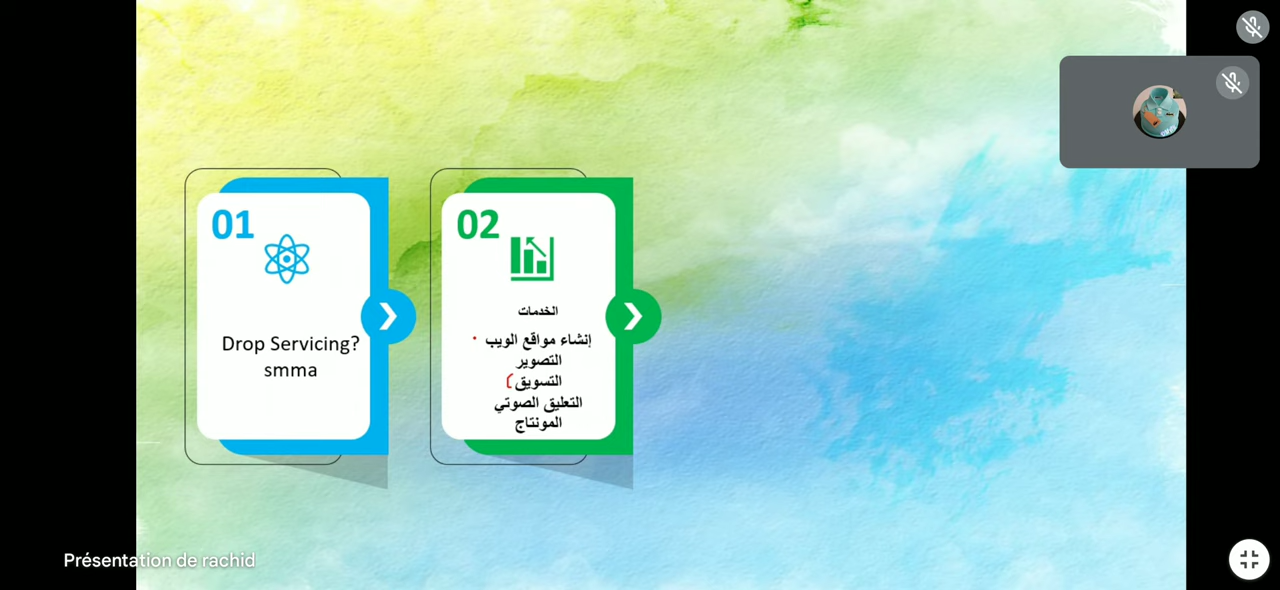 01
Drop Servicing?
smma
02
الخدمات
إنشاء مواقع الويب
التصوير
التسويق
التعليق الصوتي
المونتاج
Présentation de rachid